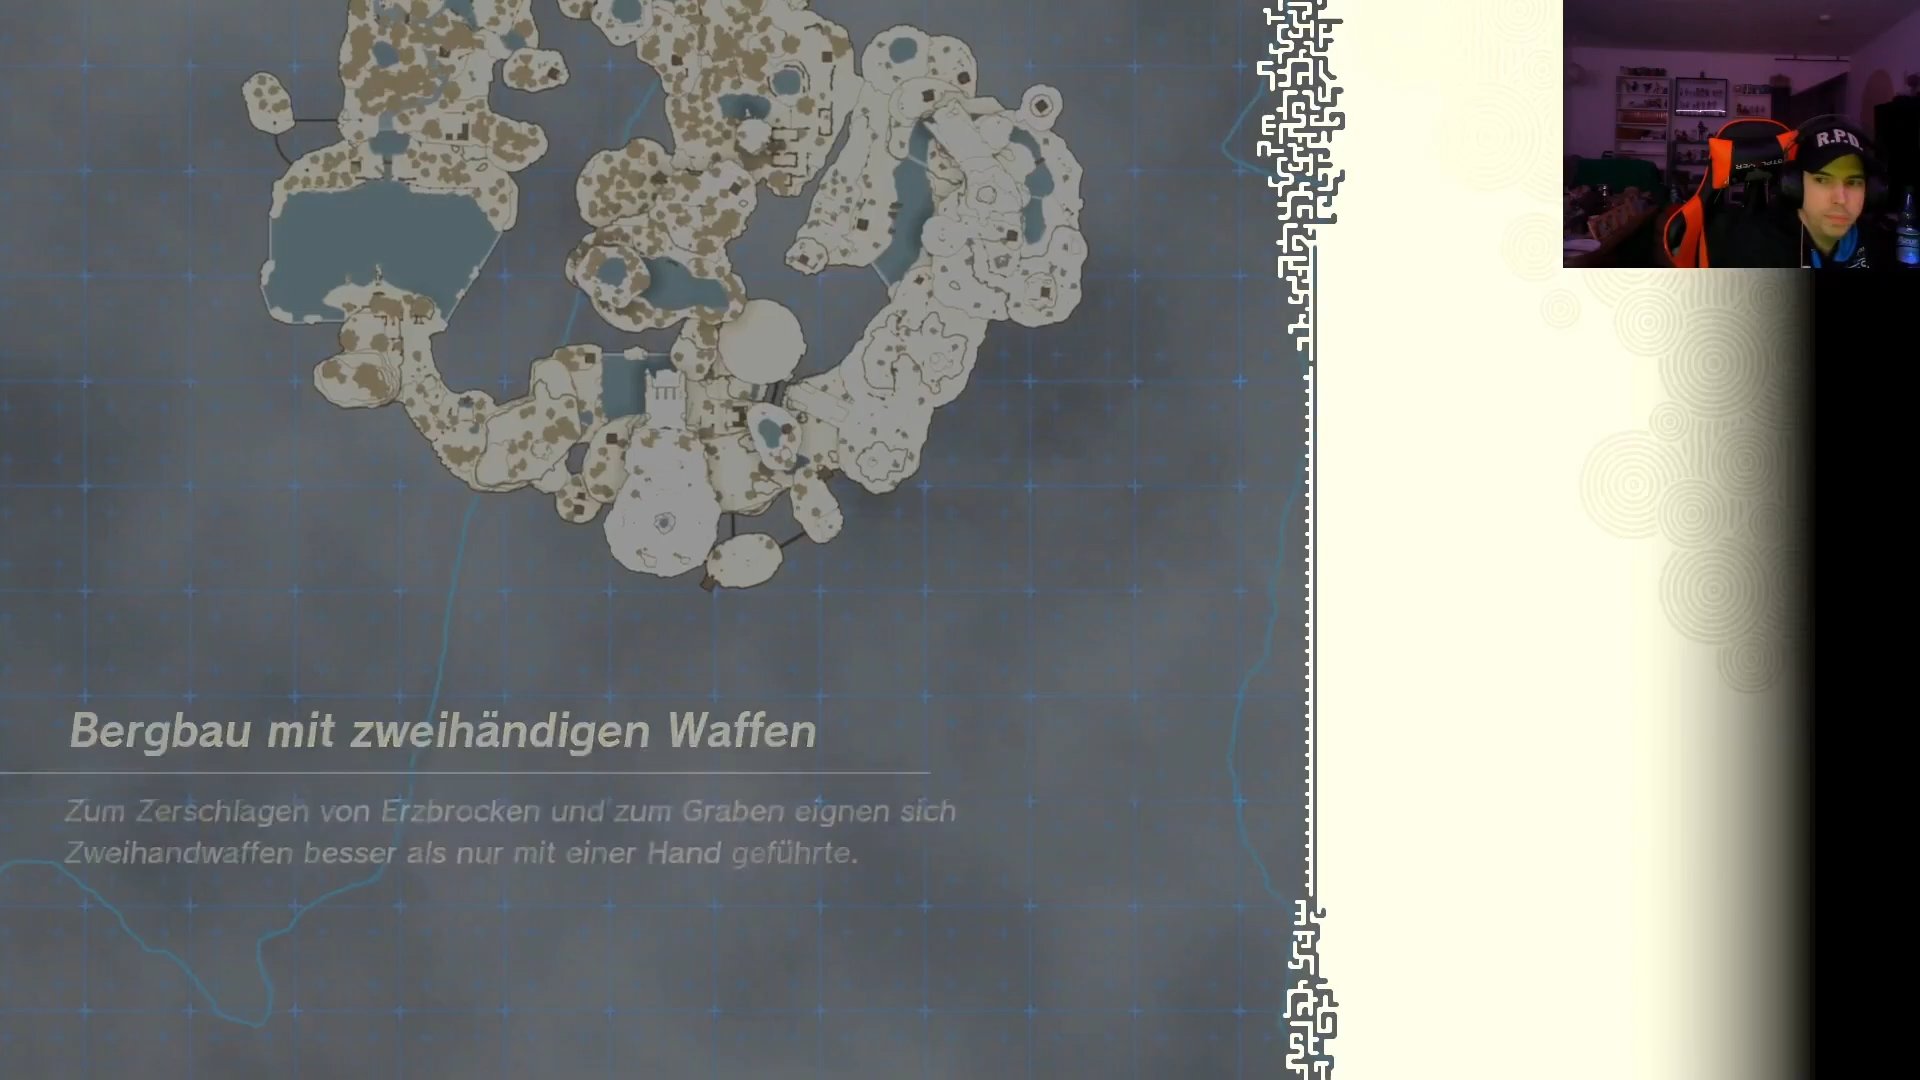 R.P.D.
Bergbau mit zweihändigen Waffen
Zum Zerschlagen von Erzbrocken und zum Graben eignen sich
Zweihandwaffen besser als nur mit einer Hand geführte.